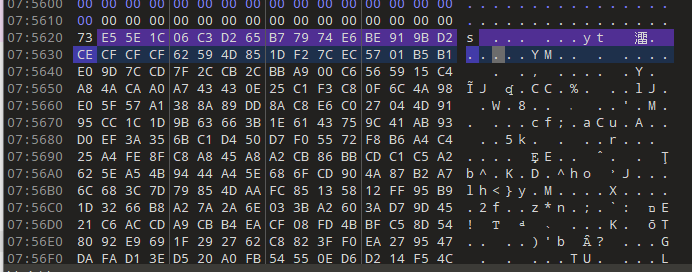 07:5600 00 00 00 00 00 00 00 00 00 00 00 00 00 00 00 00 . . . . . . . . . . . . . . . .
07:5610 00 00 00 00 00 00 00 00 00 00 00 00 00 00 00 00 . . . . . . . . . . . . . . . .
07:5620 73 E5 5E 1C 06 C3 D2 65 B7 79 74 E6 BE 91 9B D2 s . . . . . . y t 澑 .
07:5630 CE CF CF CF 62 59 4D 85 1D F2 7C EC 57 01 B5 B1 . . . . . Y M . . . . . . . .
07:5640 E0 9D 7C CD 7F 2C CB 2C BB A9 00 C6 56 59 15 C4
07:5650 A8 4A CA A0 A7 43 43 0E 25 C1 F3 C8 0F 6C 4A 98
07:5660 E0 5F 57 A1 38 8A 89 DD 8A C8 E6 C0 27 04 4D 91
07:5670 95 CC 1C 1D 9B 63 66 3B 1E 61 43 75 9C 41 AB 93
07:5680 D0 EF 3A 35 6B C1 D4 50 D7 F0 55 72 F8 B6 A4 C4
07:5690 25 A4 FE 8F C8 A8 45 A8 A2 CB 86 BB CD C1 C5 A2
07:56A0 62 5E A5 4B 94 44 A4 5E 68 6F CD 90 4A 87 B2 A7
07:56B0 6C 68 3C 7D 79 85 4D AA FC 85 13 58 12 FF 95 B9
07:56C0 1D 32 66 B8 A2 7A 2A 6E 03 3B A2 60 3A D7 9D 45
07:56D0 21 C6 AC CD A9 CB B4 EA CF 08 FD 4B BF C5 8D 54
07:56E0 80 92 E9 69 1F 29 27 62 C8 82 3F F0 EA 27 95 47
07:56F0 DA FA D1 3E D5 20 A0 FB 54 55 0E D6 D2 14 F5 4C